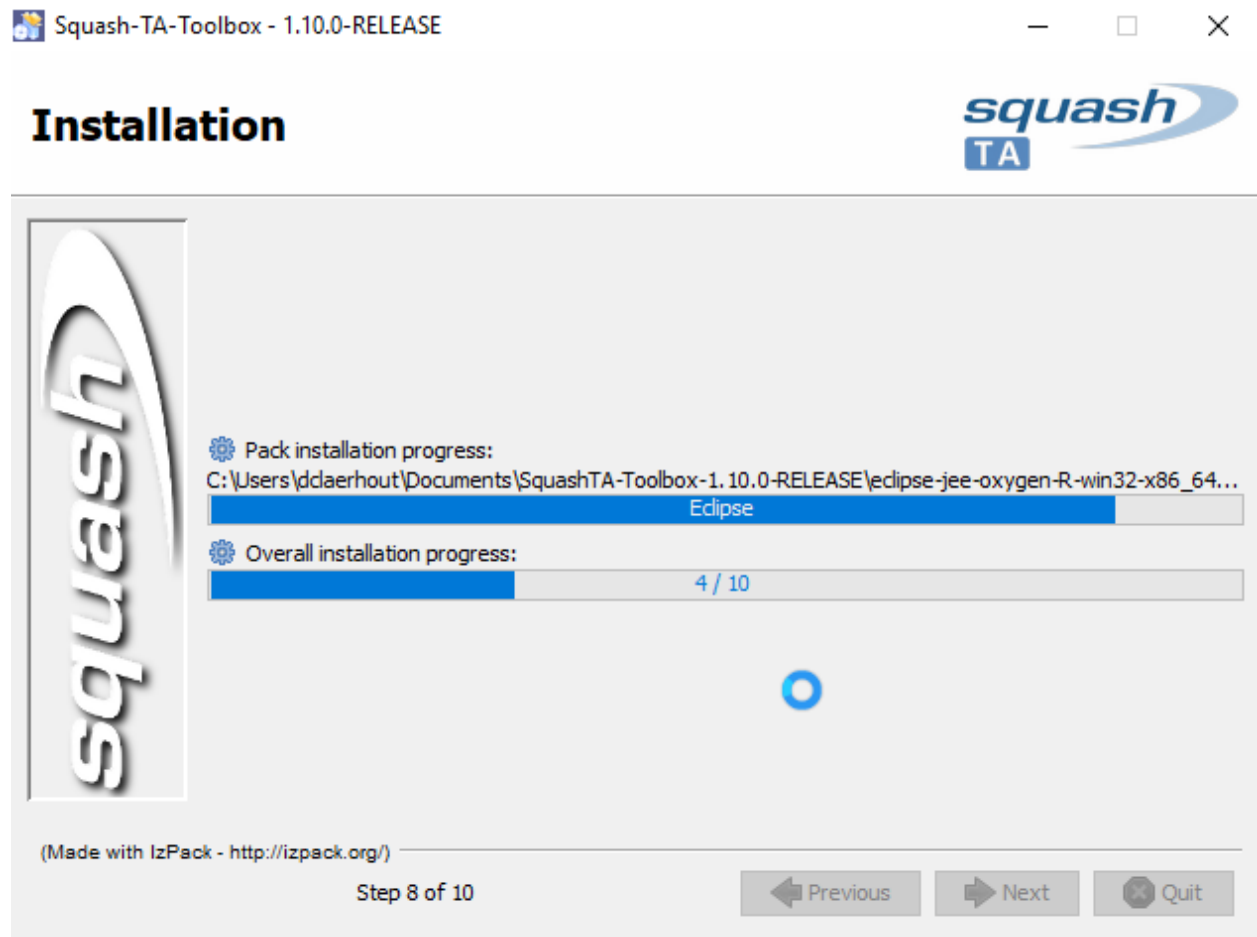 Squash-TA-Toolbox - 1.10.0-RELEASE
Installation
squash
TA
squash
Pack installation progress:
C:\Users\dclaerhout\Documents\SquashTA-Toolbox-1.10.0-RELEASE\eclipse-jee-oxygen-R-win32-x86_64...
Eclipse
Overall installation progress:
4 / 10
(Made with IzPack - http://izpack.org/)
Step 8 of 10
Previous
Next
Quit